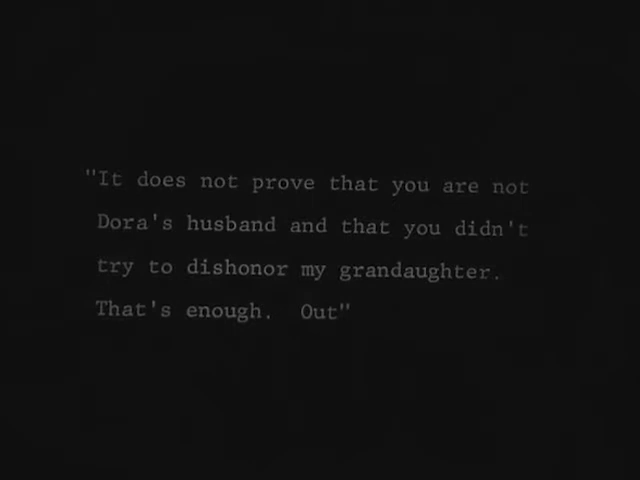 "It does not prove that you are not
Dora's husband and that you didn't
try to dishonor my grandaughter.
That's enough. Out"